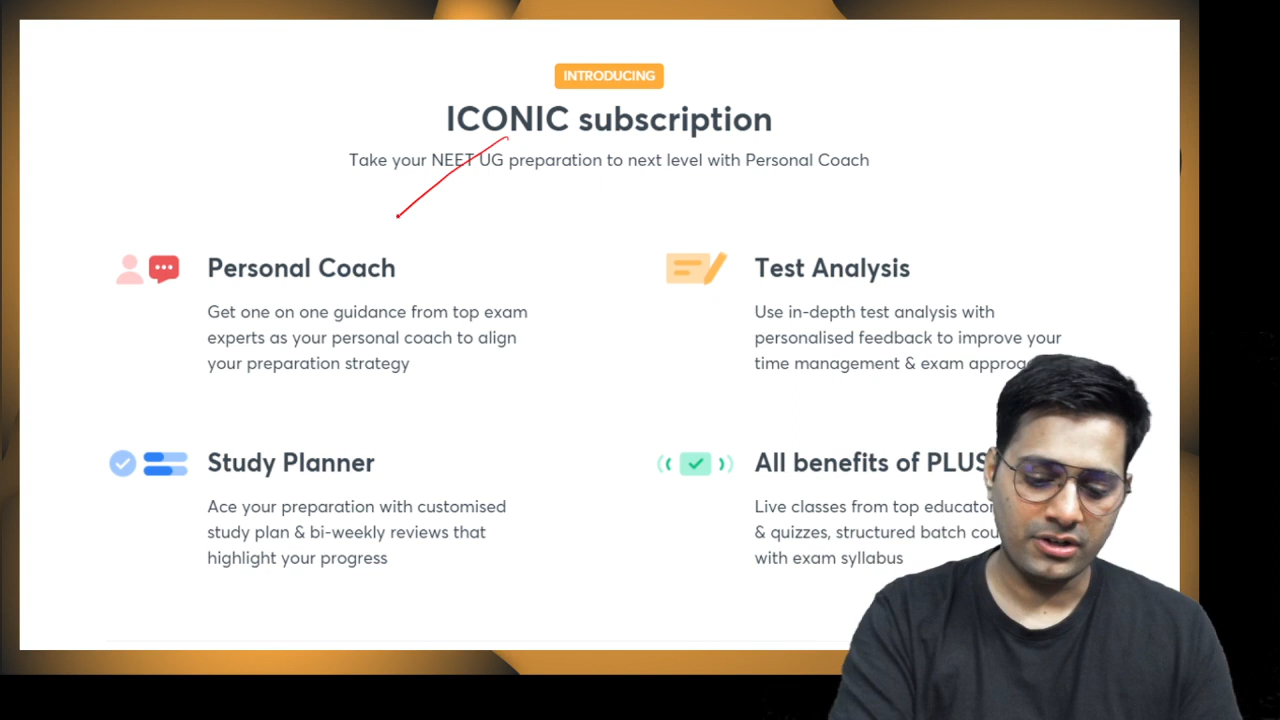 INTRODUCING
ICONIC subscription
Take your NEET UG preparation to next level with Personal Coach
Personal Coach
Get one on one guidance from top exam
experts as your personal coach to align
your preparation strategy
Test Analysis
Use in-depth test analysis with
personalised feedback to improve your
time management & exam
Study Planner
Ace your preparation with customised
study plan & bi-weekly reviews that
highlight your progress
All benefits of PLUS
Live classes from top
& quizzes, structured batch
with exam syllabus